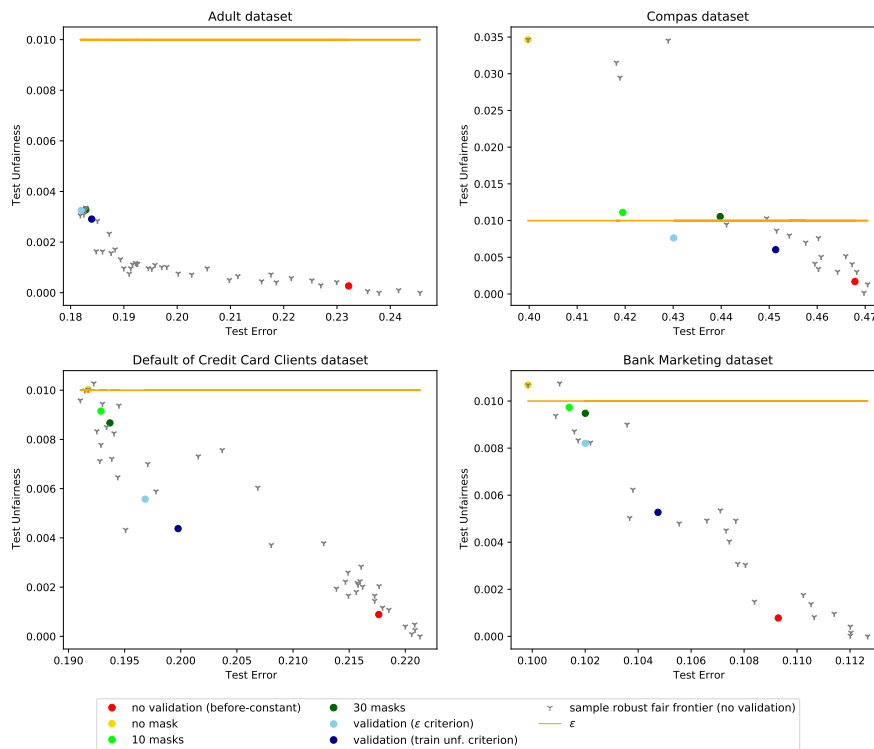 Adult dataset
Compas dataset
Test Unfairness
0.010
0.008
0.006
0.004
0.002
0.000
0.18 0.19 0.20 0.21 0.22 0.23 0.24
Test Error
Test Unfairness
0.035
0.030
0.025
0.020
0.015
0.010
0.005
0.000
0.40 0.41 0.42 0.43 0.44 0.45 0.46 0.47
Test Error
Default of Credit Card Clients dataset
Bank Marketing dataset
Test Unfairness
0.010
0.008
0.006
0.004
0.002
0.000
0.190 0.195 0.200 0.205 0.210 0.215 0.220
Test Error
Test Unfairness
0.010
0.008
0.006
0.004
0.002
0.000
0.100 0.102 0.104 0.106 0.108 0.110 0.112
Test Error
no validation (before-constant)
no mask
10 masks
30 masks
validation (ε criterion)
validation (train unf. criterion)
sample robust fair frontier (no validation)
ε